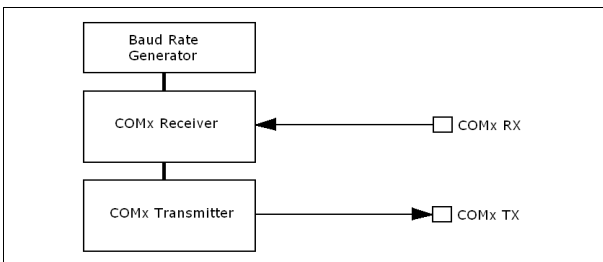 Baud Rate
Generator
COMx Receiver
COMx RX
COMx Transmitter
COMx TX